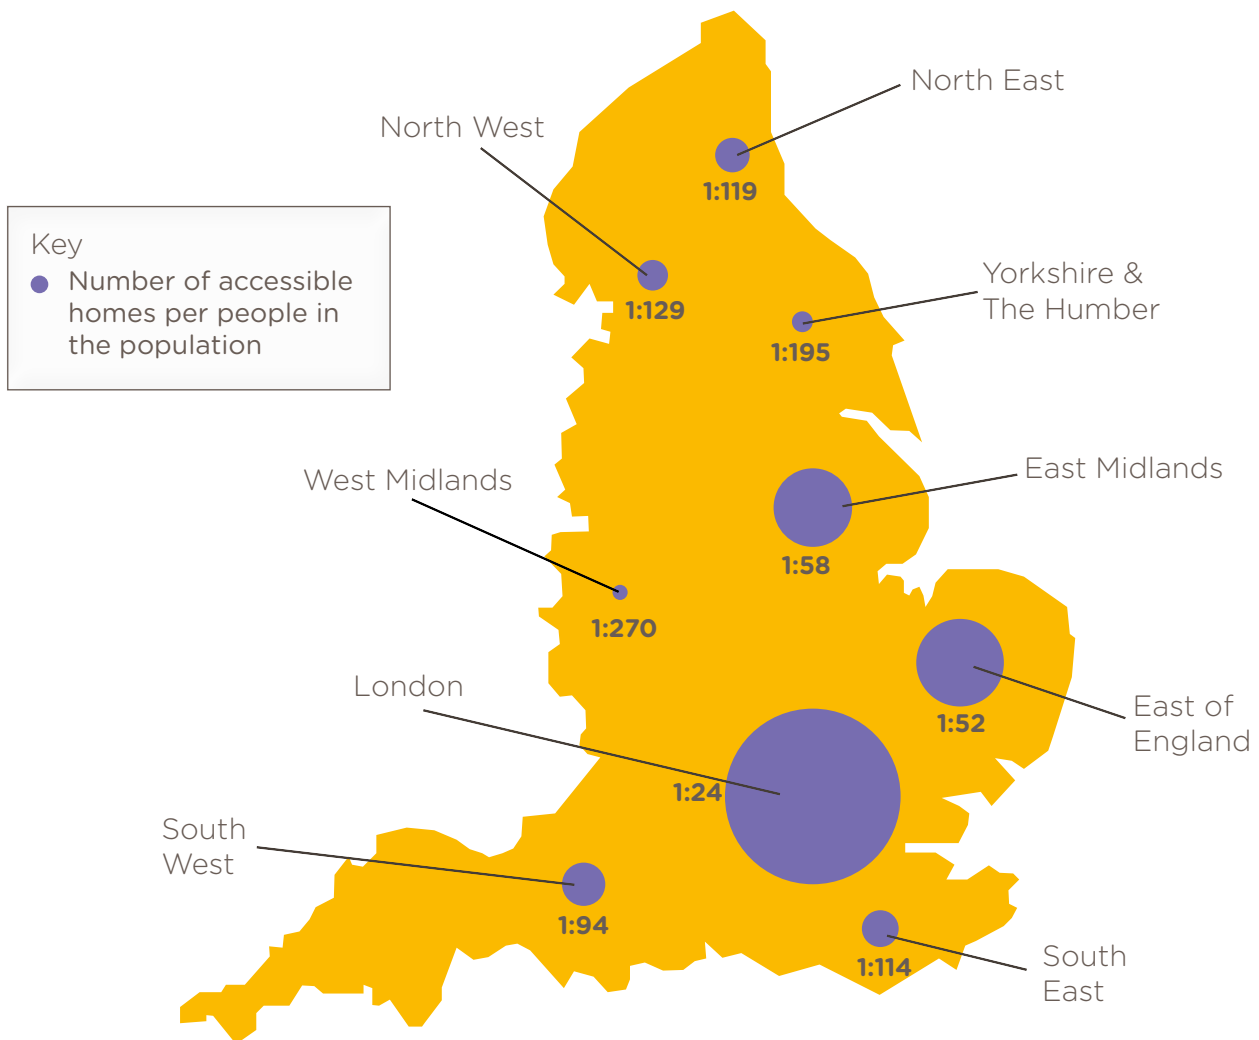 North East
North West
1:119
Key
Number of accessible
homes per people in
the population
Yorkshire &
The Humber
1:129
1:195
West Midlands
East Midlands
1:58
1:270
London
East of
England
1:52
1:24
South
West
1:94
South
East
1:114